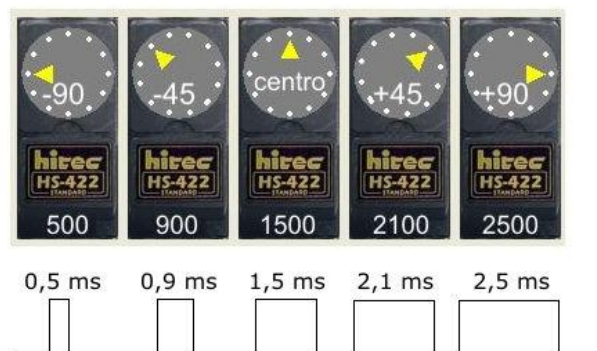 -90 -45 centro +45 +90
hitec hitec hitec hitec hitec
HS-422 HS-422 HS-422 HS-422 HS-422
STANDARD STANDARD STANDARD STANDARD STANDARD
500 900 1500 2100 2500
0,5 ms 0,9 ms 1,5 ms 2,1 ms 2,5 ms